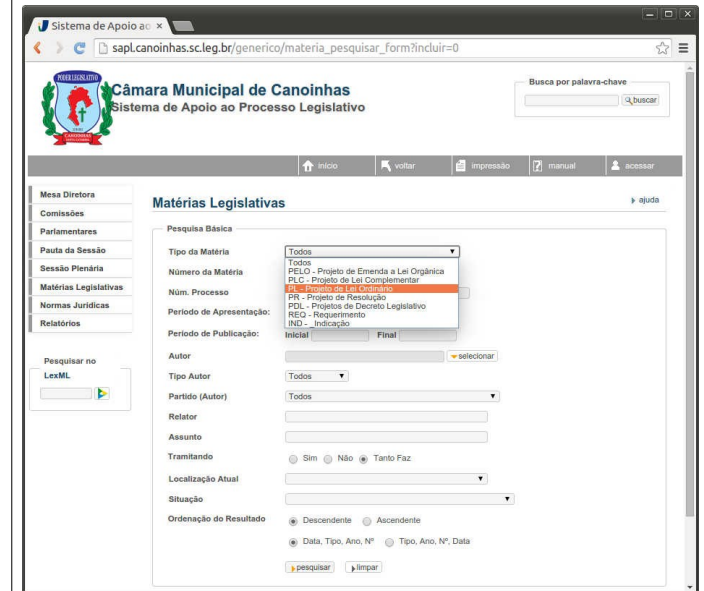 Sistema de Apoio ao
sapl.canoinhas.sc.leg.br/generico/materia_pesquisar_form?incluir=0
PODER LEGISLATIVO
CANOINHAS
Câmara Municipal de Canoinhas
Sistema de Apoio ao Processo Legislativo
Busca por palavra-chave
buscar
início
voltar
impressão
manual
acessar
Mesa Diretora
Comissões
Parlamentares
Pauta da Sessão
Sessão Plenária
Matérias Legislativas
Normas Jurídicas
Relatórios
Pesquisar no
LexML
Matérias Legislativas
ajuda
Pesquisa Básica
Tipo da Matéria
Todos
Todos
PELO - Projeto de Emenda a Lei Orgânica
PLC - Projeto de Lei Complementar
PL - Projeto de Lei Ordinário
PR - Projeto de Resolução
PDL - Projetos de Decreto Legislativo
REQ - Requerimento
IND - _Indicação
Número da Matéria
Núm. Processo
Período de Apresentação:
Período de Publicação: Inicial Final
Autor selecionar
Tipo Autor Todos
Partido (Autor) Todos
Relator
Assunto
Tramitando Sim Não Tanto Faz
Localização Atual
Situação
Ordenação do Resultado Descendente Ascendente
Data, Tipo, Ano, Nº Tipo, Ano, Nº, Data
pesquisar limpar